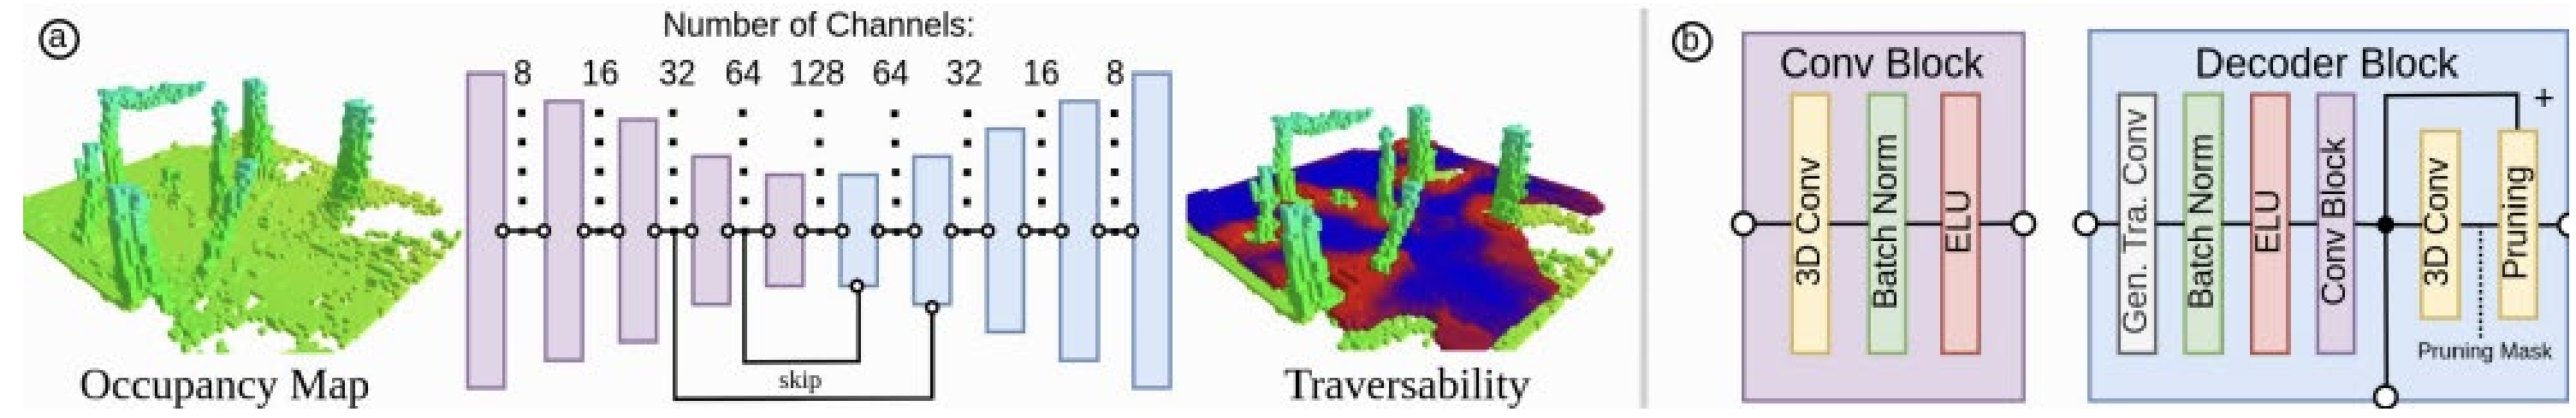 a
Number of Channels:
8 16 32 64 128 64 32 16 8
skip
Occupancy Map
Traversability
b
Conv Block
3D Conv
Batch Norm
ELU
Decoder Block
Gen. Tra. Conv
Batch Norm
ELU
Conv Block
+
3D Conv
Pruning
Pruning Mask